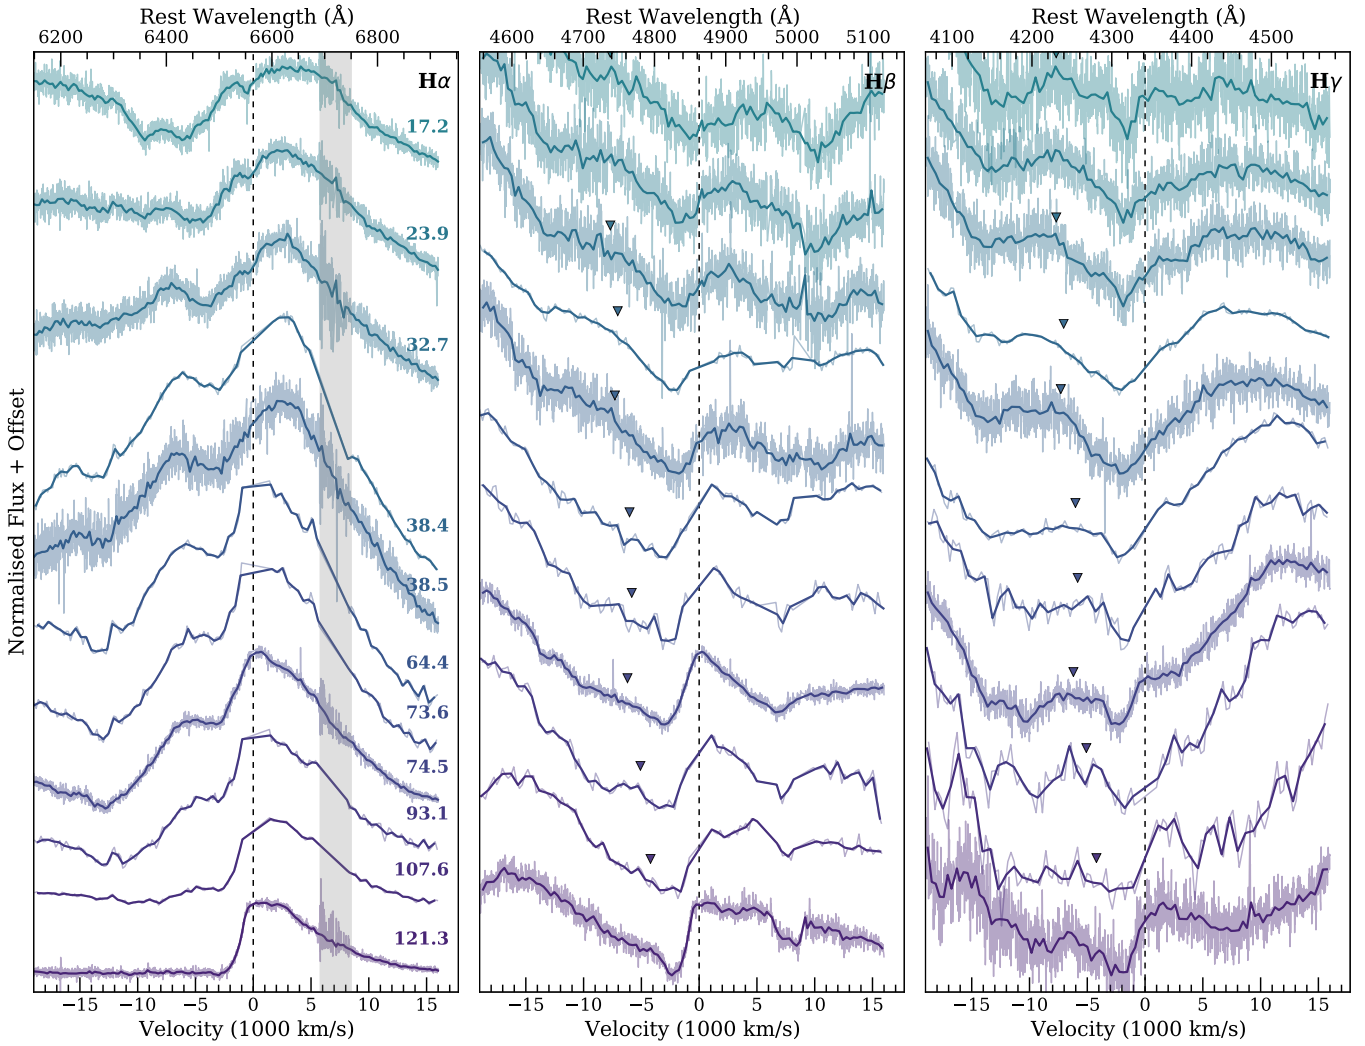 Rest Wavelength (Å) Rest Wavelength (Å) Rest Wavelength (Å)
6200 6400 6600 6800 4600 4700 4800 4900 5000 5100 4100 4200 4300 4400 4500
Hα Hβ Hγ
17.2
23.9
32.7
38.4
38.5
64.4
73.6
74.5
93.1
107.6
121.3
Normalised Flux + Offset
−15 −10 −5 0 5 10 15 −15 −10 −5 0 5 10 15 −15 −10 −5 0 5 10 15
Velocity (1000 km/s) Velocity (1000 km/s) Velocity (1000 km/s)